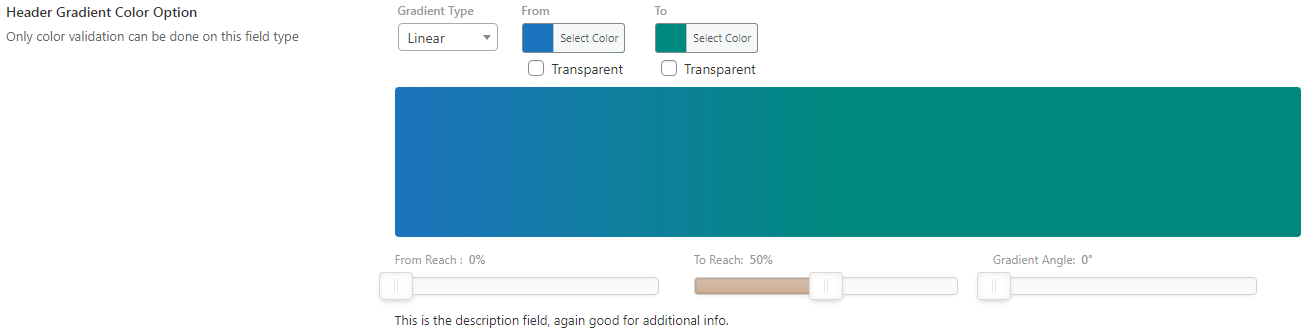 Header Gradient Color Option
Only color validation can be done on this field type
Gradient Type From To
Linear Select Color Select Color
Transparent Transparent
From Reach : 0% To Reach: 50% Gradient Angle: 0°
This is the description field, again good for additional info.